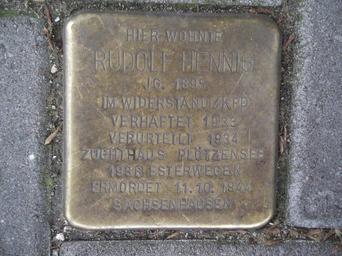 HIER WOHNTE
RUDOLF HENNIG
JG. 1895
IM WIDERSTAND/KPD
VERHAFTET 1933
VERURTEILT 1934
ZUCHTHAUS PLÖTZENSEE
1938 ESTERWEGEN
ERMORDET 11.10.1944
SACHSENHAUSEN